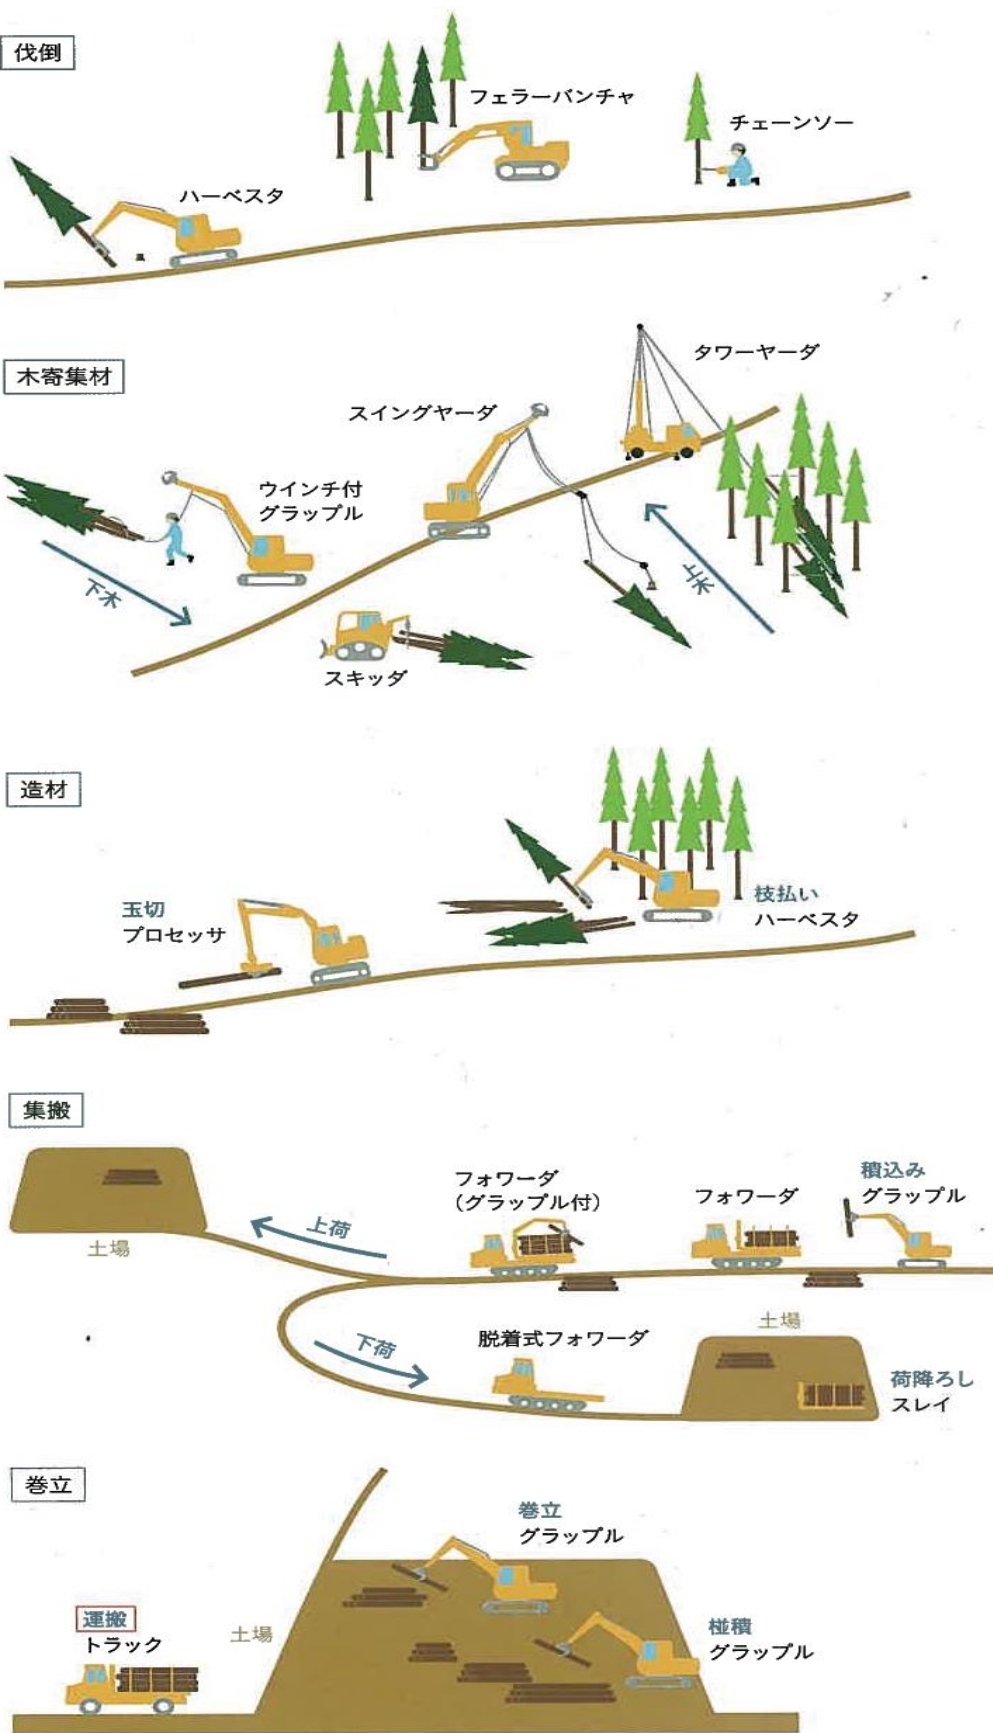 伐倒
フェラーバンチャ
チェーンソー
ハーベスタ
木寄集材
タワーヤーダ
スイングヤーダ
ウインチ付
グラップル
下木
上木
スキッダ
造材
枝払い
ハーベスタ
玉切
プロセッサ
集搬
フォワーダ
(グラップル付)
フォワーダ
積込み
グラップル
上荷
土場
下荷
脱着式フォワーダ
土場
荷降ろし
スレイ
巻立
巻立
グラップル
運搬
トラック
土場
椪積
グラップル